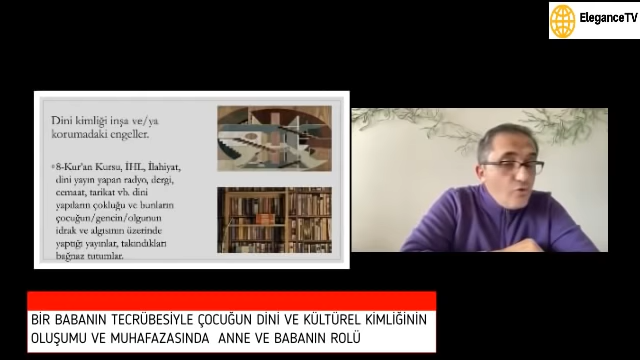 EleganceTV
Dini kimliği inşa ve/ya
korumadaki engeller.
8-Kur'an Kursu, İHL, İlahiyat,
dini yayın yapan radyo, dergi,
cemaat, tarikat vb. dini
yapıların çokluğu ve bunların
çocuğun/gencin/olgunun
idrak ve algısının üzerinde
yaptığı yayınlar, takındıkları
bağnaz tutumlar.
BİR BABANIN TECRÜBESİYLE ÇOCUĞUN DİNİ VE KÜLTÜREL KİMLİĞİNİN
OLUŞUMU VE MUHAFAZASINDA ANNE VE BABANIN ROLÜ